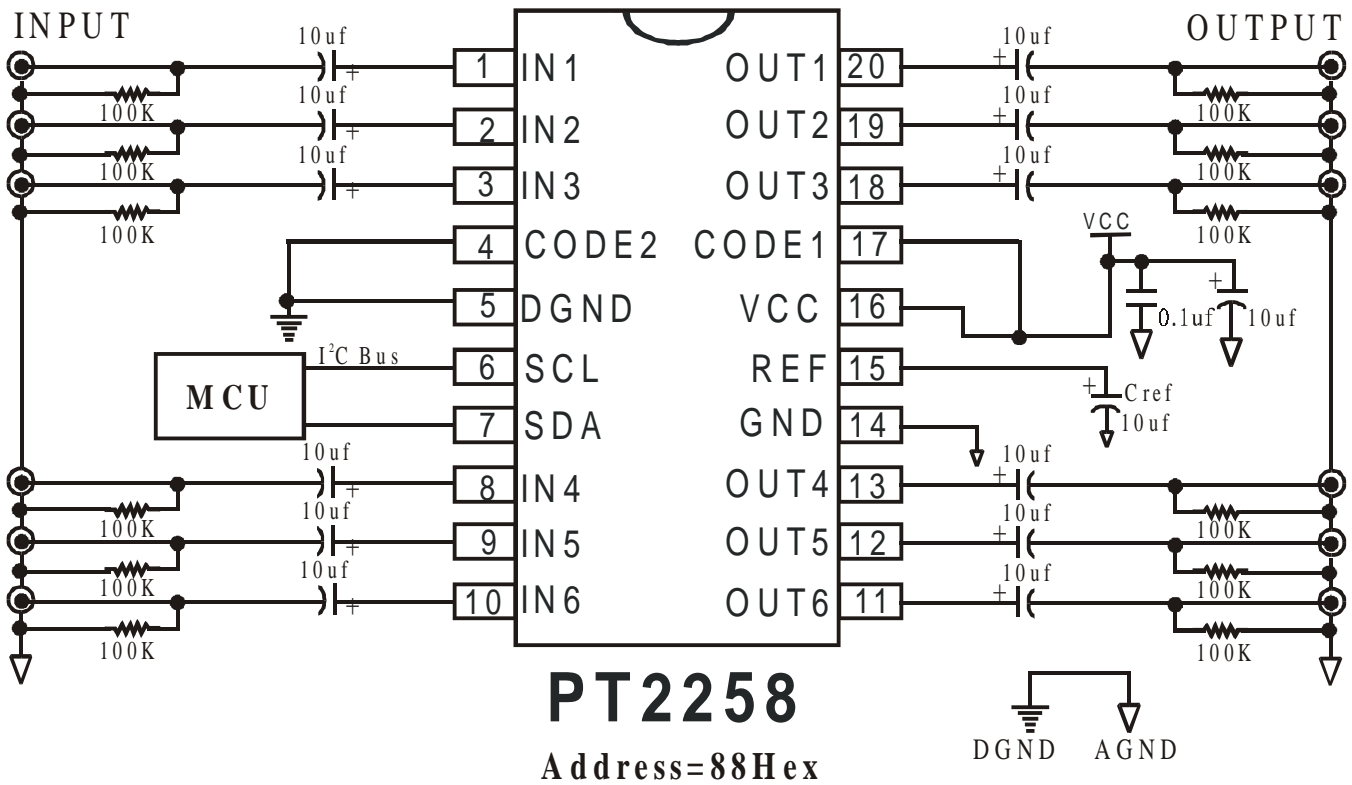 INPUT
OUTPUT
10uf
10uf
1 IN1
OUT1 20
100K
10uf
10uf
100K
2 IN2
OUT2 19
100K
10uf
10uf
100K
3 IN3
OUT3 18
100K
VCC
100K
4 CODE2
CODE1 17
5 DGND
VCC 16
0.1uf
10uf
I²C Bus
MCU
6 SCL
REF 15
Cref
10uf
7 SDA
GND 14
10uf
10uf
8 IN4
OUT4 13
100K
10uf
10uf
100K
9 IN5
OUT5 12
100K
10uf
10uf
100K
10 IN6
OUT6 11
100K
100K
PT2258
DGND
AGND
Address=88Hex